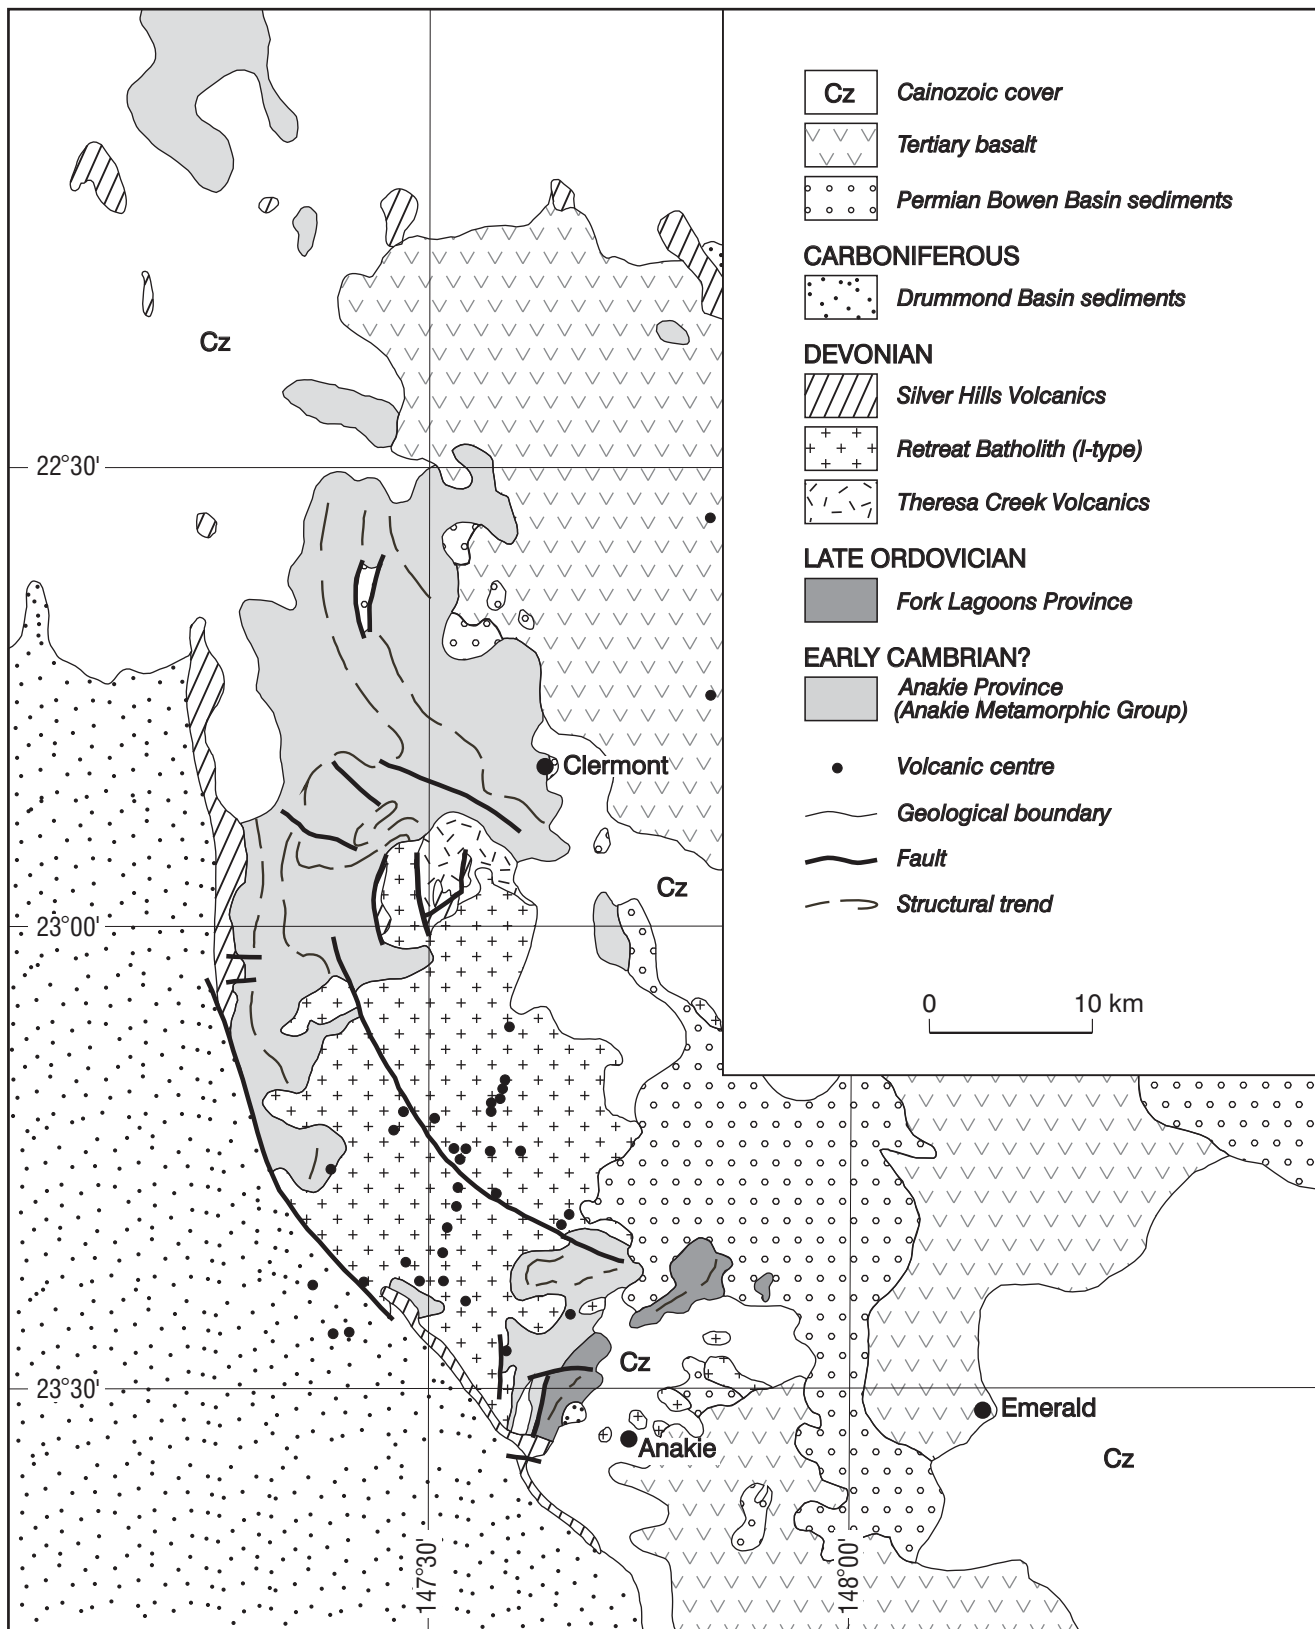 Cz
Cainozoic cover
Tertiary basalt
Permian Bowen Basin sediments
CARBONIFEROUS
Drummond Basin sediments
DEVONIAN
Silver Hills Volcanics
Retreat Batholith (I-type)
Theresa Creek Volcanics
LATE ORDOVICIAN
Fork Lagoons Province
EARLY CAMBRIAN?
Anakie Province
(Anakie Metamorphic Group)
Volcanic centre
Geological boundary
Fault
Structural trend
0 10 km
Cz
22°30'
Clermont
Cz
23°00'
Cz
23°30'
Emerald
Anakie
Cz
147°30'
148°00'